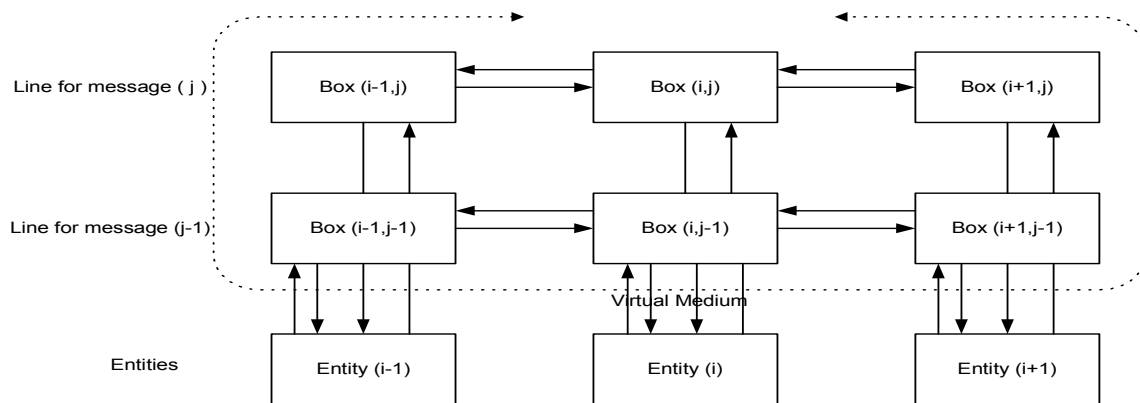 Line for message ( j )
Box (i-1,j)
Box (i,j)
Box (i+1,j)
Line for message (j-1)
Box (i-1,j-1)
Box (i,j-1)
Box (i+1,j-1)
Virtual Medium
Entities
Entity (i-1)
Entity (i)
Entity (i+1)